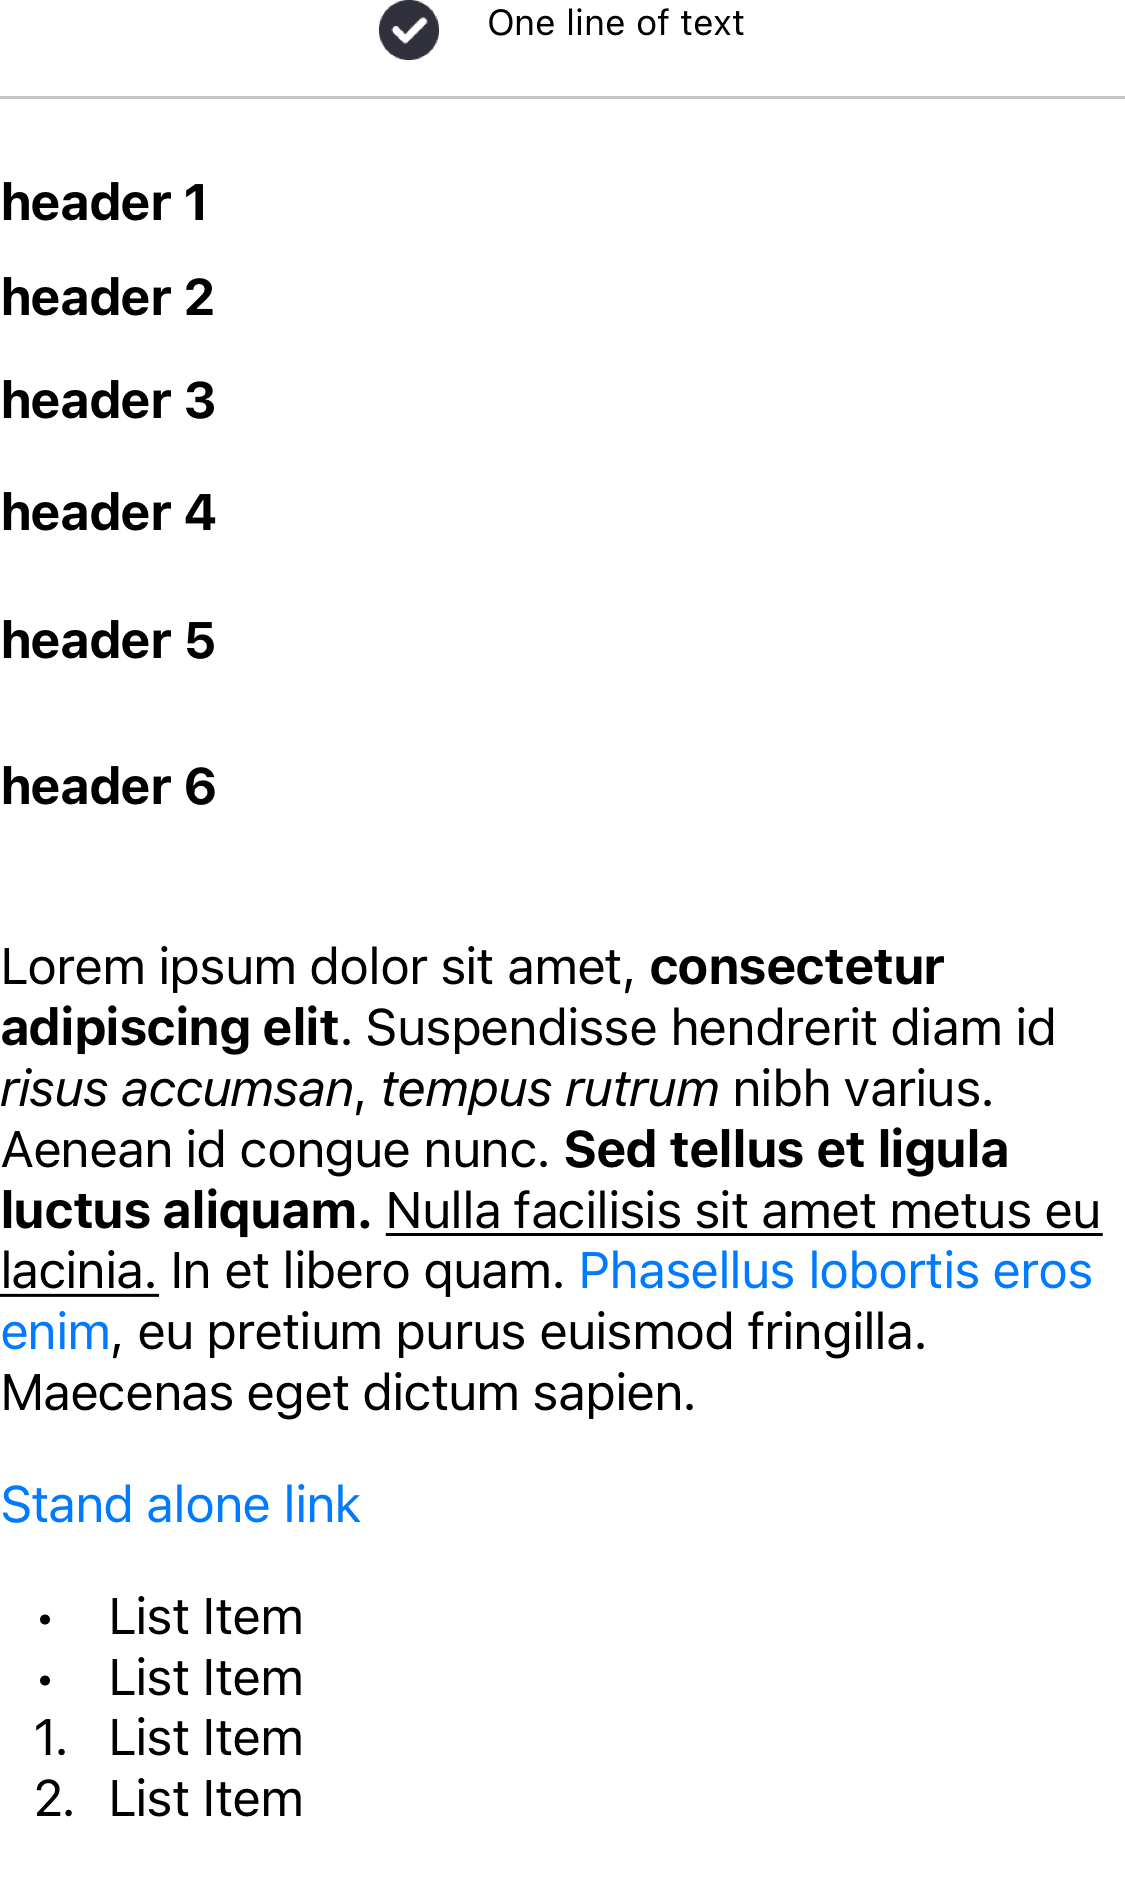 One line of text
header 1
header 2
header 3
header 4
header 5
header 6
Lorem ipsum dolor sit amet, consectetur
adipiscing elit. Suspendisse hendrerit diam id
risus accumsan, tempus rutrum nibh varius.
Aenean id congue nunc. Sed tellus et ligula
luctus aliquam. Nulla facilisis sit amet metus eu
lacinia. In et libero quam. Phasellus lobortis eros
enim, eu pretium purus euismod fringilla.
Maecenas eget dictum sapien.
Stand alone link
• List Item
• List Item
1. List Item
2. List Item